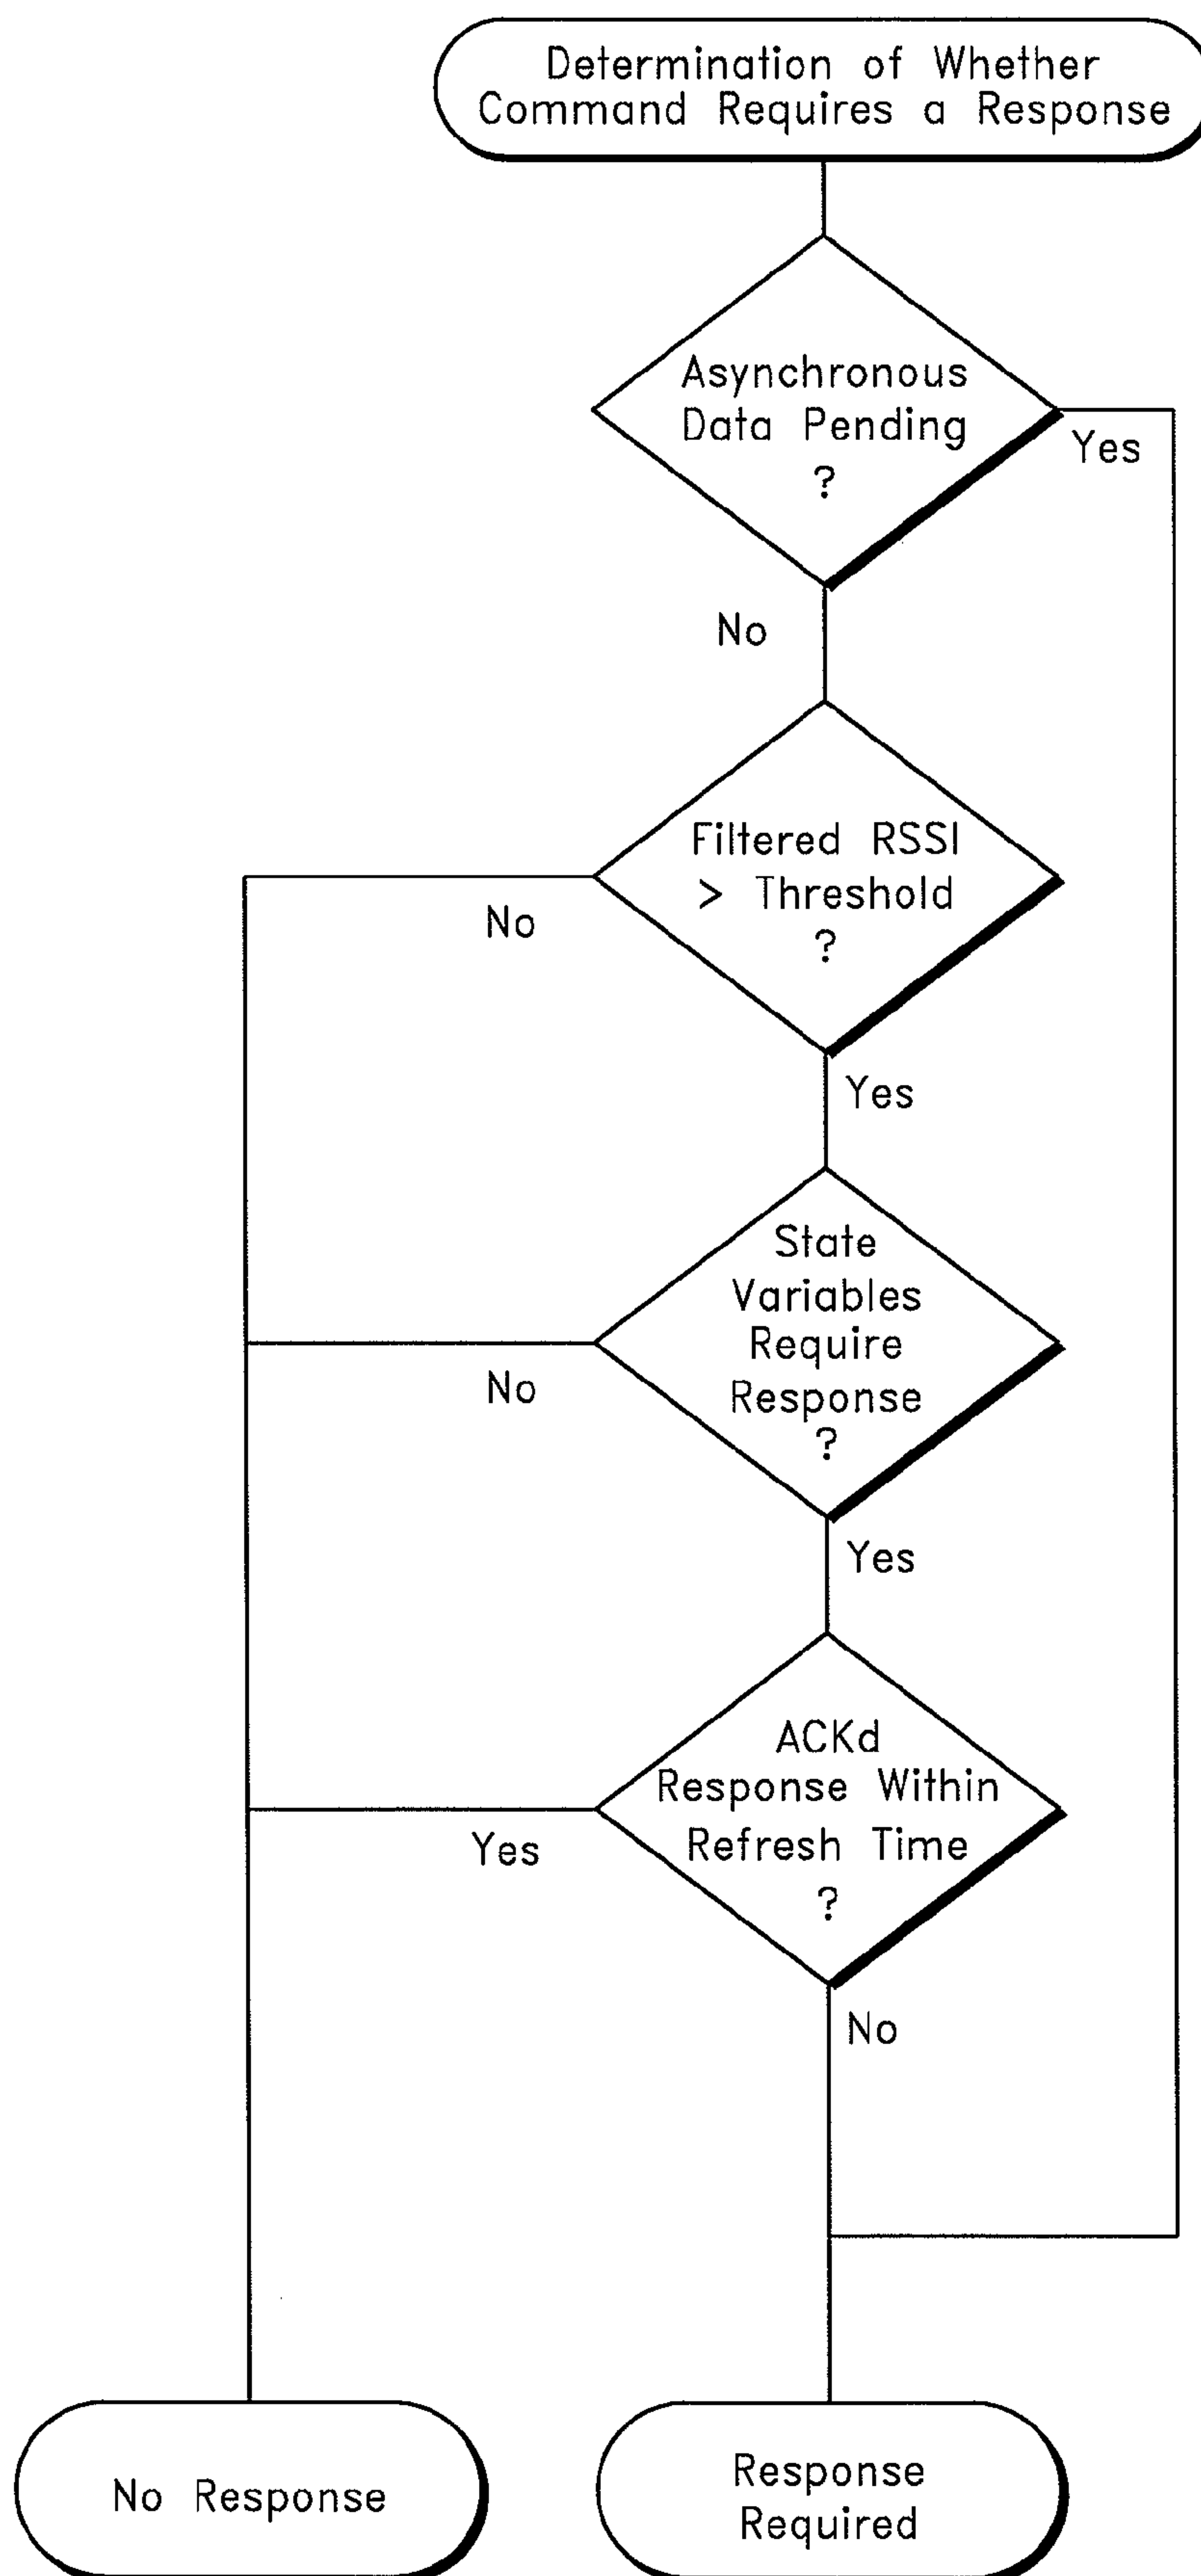 Determination of Whether
Command Requires a Response
Asynchronous
Data Pending
?
Yes
No
Filtered RSSI
> Threshold
?
No
Yes
State
Variables
Require
Response
?
No
Yes
ACKd
Response Within
Refresh Time
?
Yes
No
No Response
Response
Required